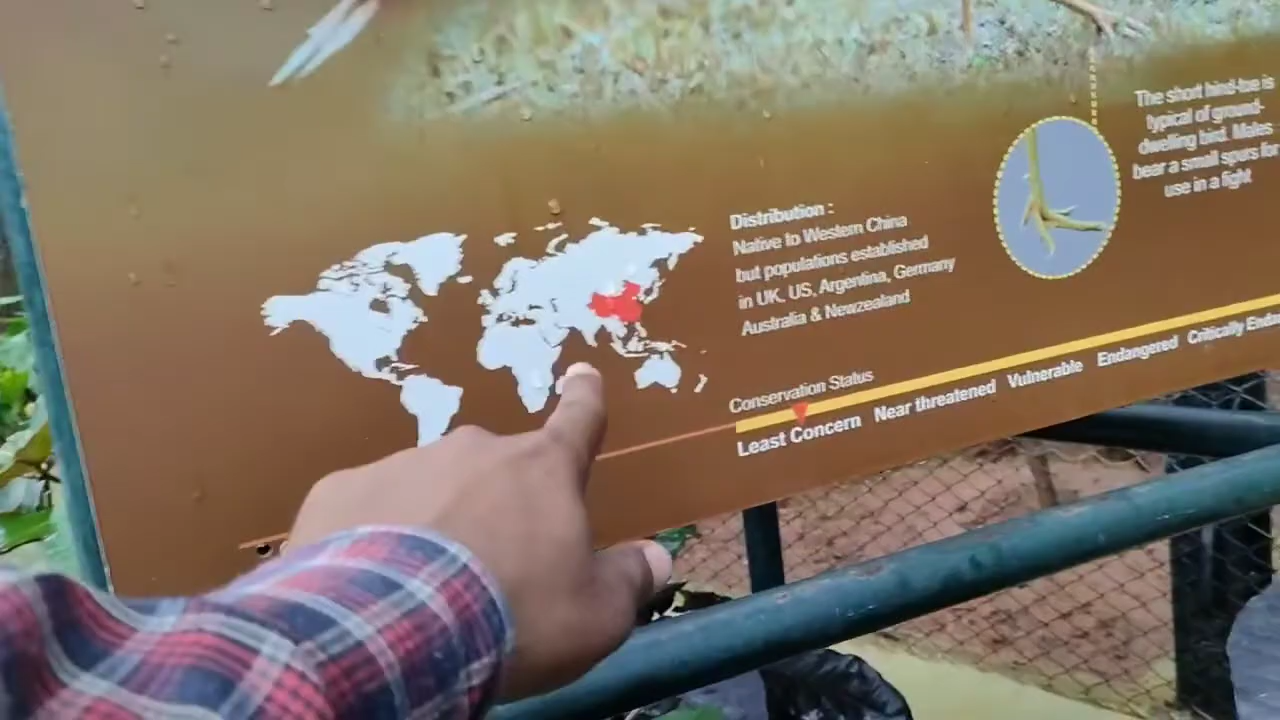 The short hind-toe is
typical of ground-
dwelling bird. Males
bear a small spurs for
use in a fight
Distribution :
Native to Western China
but populations established
in UK, US, Argentina, Germany
Australia & Newzealand
Conservation Status
Least Concern Near threatened Vulnerable Endangered Critically